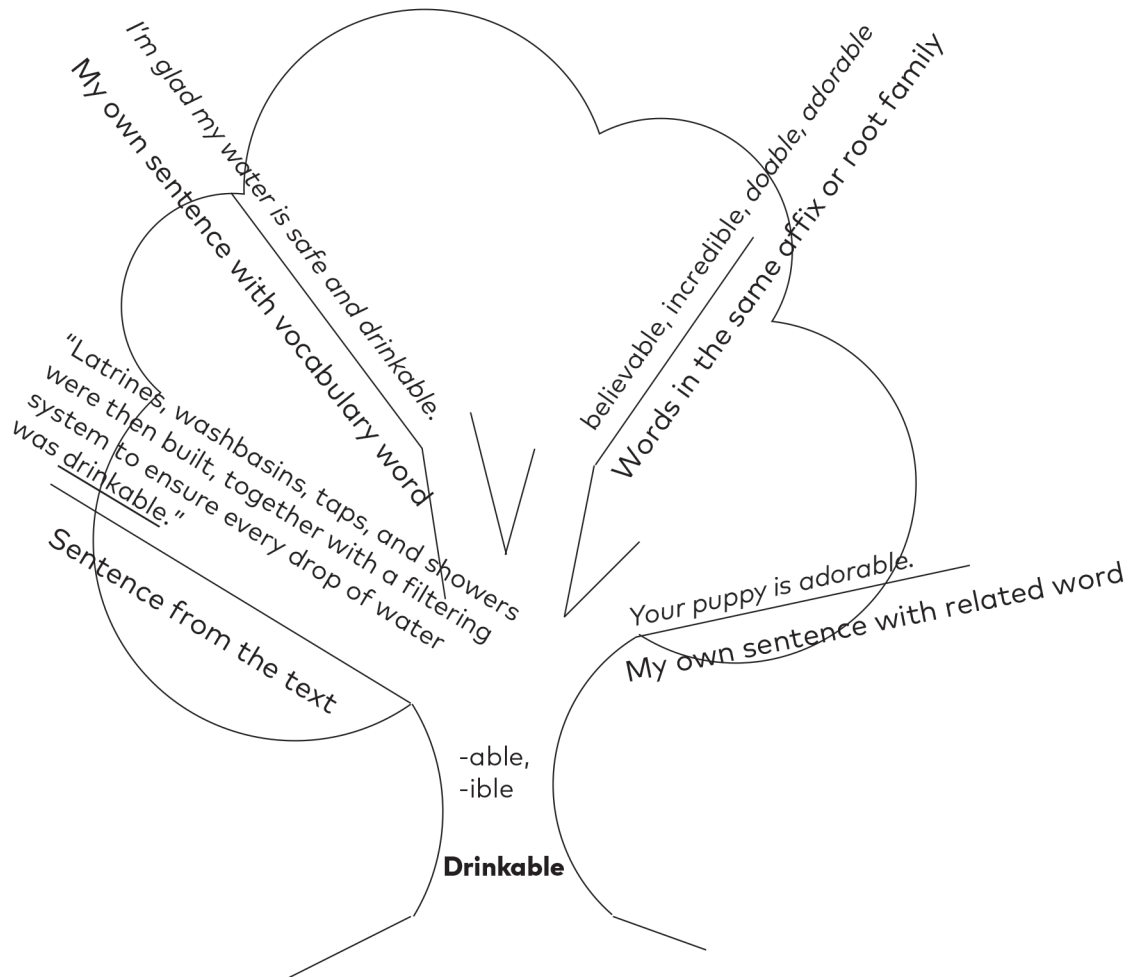 I'm glad my water is safe and drinkable.
My own sentence with vocabulary word
believable, incredible, doable, adorable
Words in the same affix or root family
"Latrines, washbasins, taps, and showers
were then built, together with a filtering
system to ensure every drop of water
was drinkable."
Sentence from the text
Your puppy is adorable.
My own sentence with related word
-able,
-ible
Drinkable